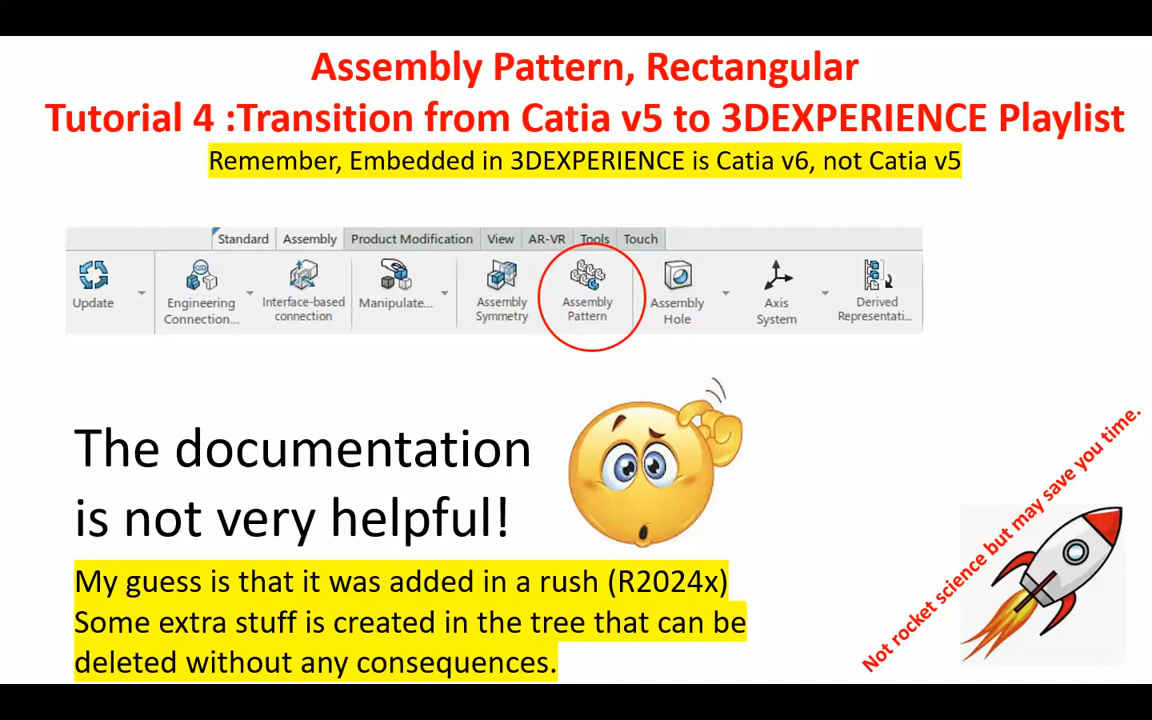 Assembly Pattern, Rectangular
Tutorial 4 :Transition from Catia v5 to 3DEXPERIENCE Playlist
Remember, Embedded in 3DEXPERIENCE is Catia v6, not Catia v5
Standard Assembly Product Modification View AR-VR Tools Touch
Update
Engineering
Connection...
Interface-based
connection
Manipulate...
Assembly
Symmetry
Assembly
Pattern
Assembly
Hole
Axis
System
Derived
Representati...
The documentation
is not very helpful!
My guess is that it was added in a rush (R2024x)
Some extra stuff is created in the tree that can be
deleted without any consequences.
Not rocket science but may save you time.